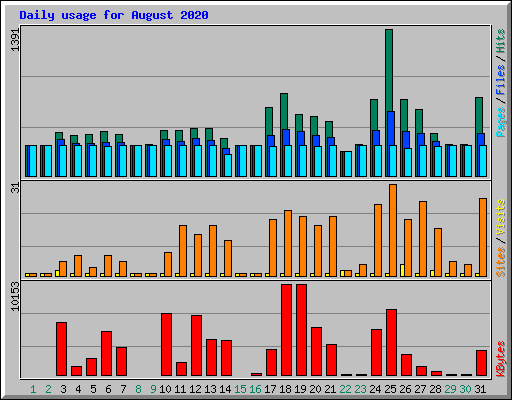 Daily usage for August 2020
1391
Pages / Files / Hits
31
Sites / Visits
10153
KBytes
1 2 3 4 5 6 7 8 9 10 11 12 13 14 15 16 17 18 19 20 21 22 23 24 25 26 27 28 29 30 31